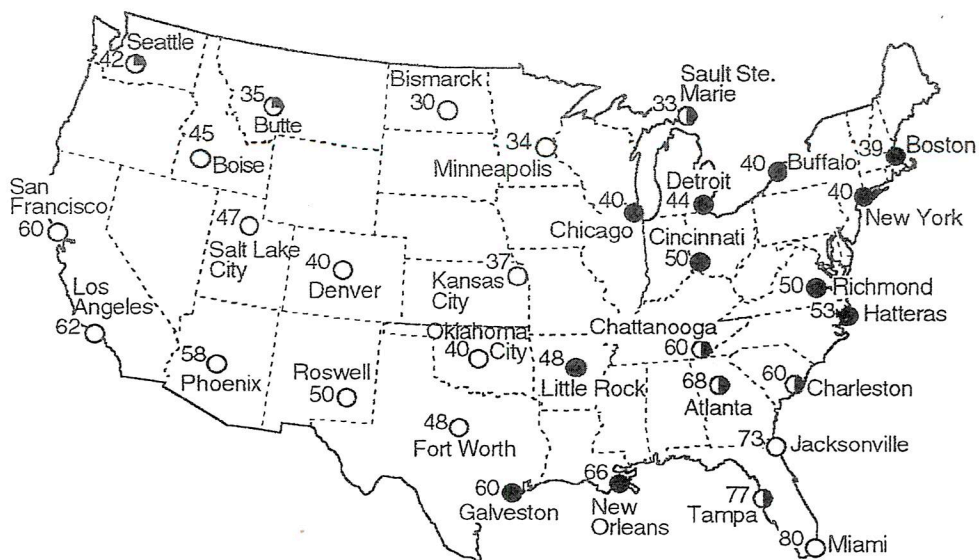 Seattle
42
35
Butte
Bismarck
30
Sault Ste.
33 Marie
45
Boise
34
Minneapolis
39 Boston
40 Buffalo
San
Francisco
60
Detroit
44
40
New York
40
Chicago
47
Salt Lake
City
Cincinnati
50
40
Denver
37
Kansas
City
50 Richmond
Los
Angeles
62
53 Hatteras
Oklahoma
City
40
Chattanooga
60
58
Phoenix
Roswell
50
48
Little Rock
68
Atlanta
60
Charleston
48
Fort Worth
73 Jacksonville
60
Galveston
66
New
Orleans
77
Tampa
80 Miami